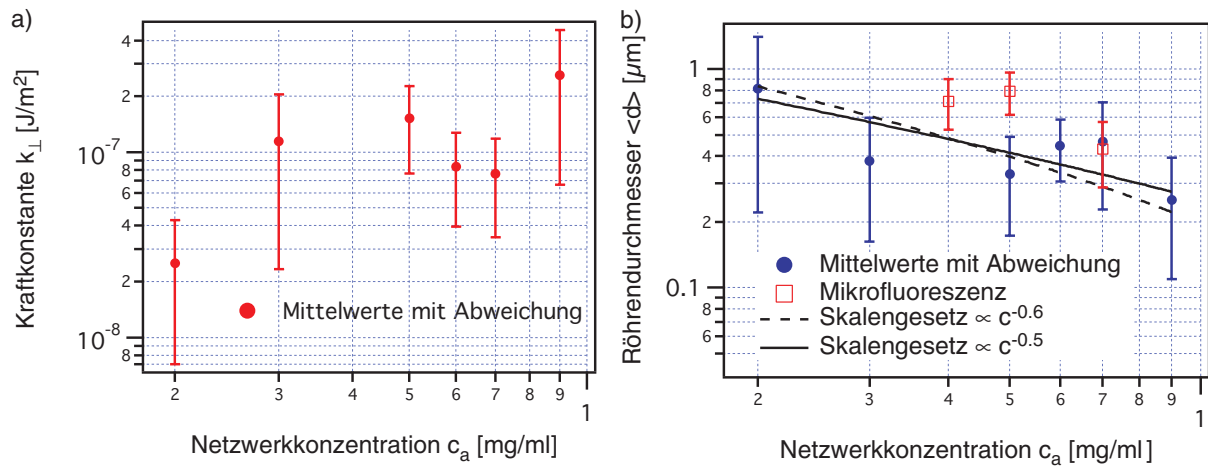 a)
Kraftkonstante k⊥ [J/m²]
4
2
10⁻⁷
8
6
4
2
10⁻⁸
8
2 3 4 5 6 7 8 9 1
Netzwerkkonzentration cₐ [mg/ml]
Mittelwerte mit Abweichung
b)
Röhrendurchmesser <d> [µm]
1
8
6
4
2
0.1
8
6
2 3 4 5 6 7 8 9 1
Netzwerkkonzentration cₐ [mg/ml]
Mittelwerte mit Abweichung
Mikrofluoreszenz
Skalengesetz ∝ c⁻⁰·⁶
Skalengesetz ∝ c⁻⁰·⁵